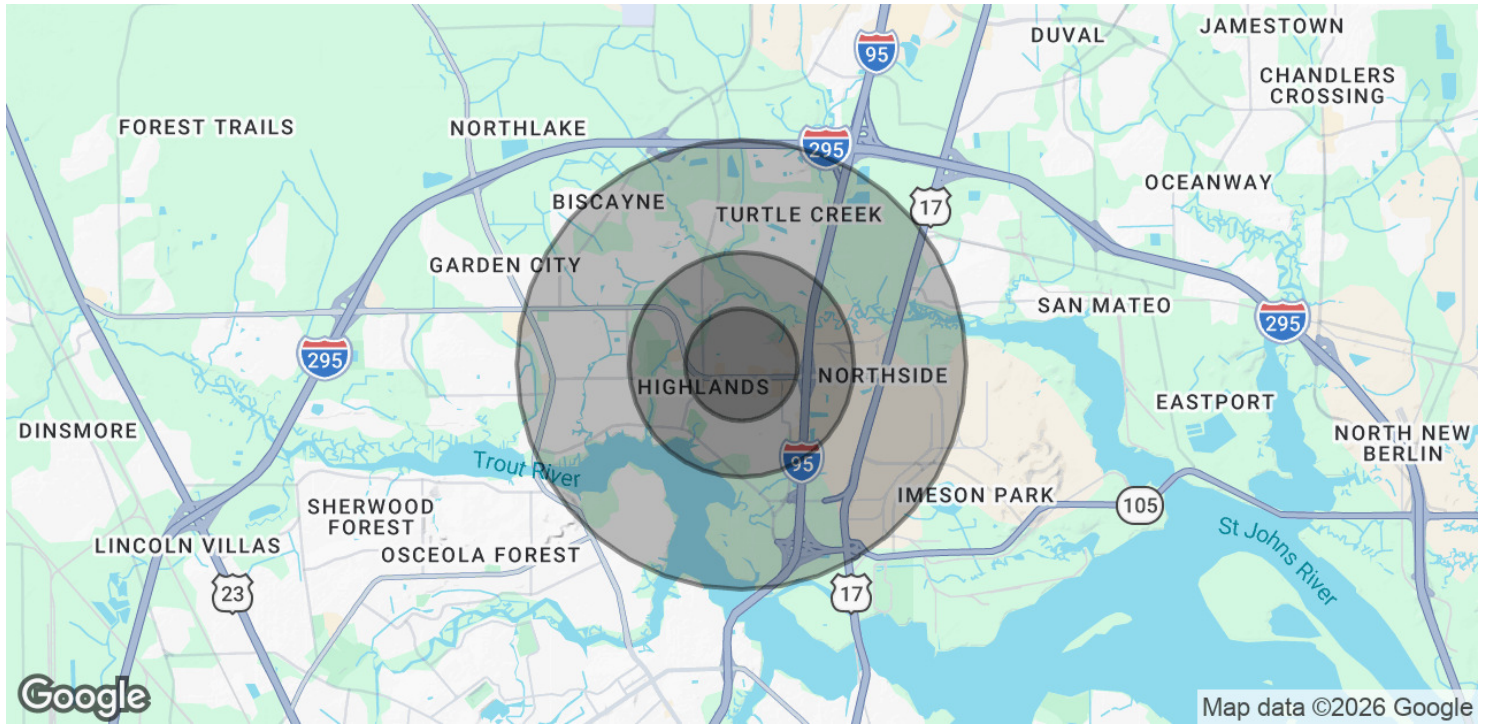 JAMESTOWN
DUVAL
95
CHANDLERS
CROSSING
FOREST TRAILS
NORTHLAKE
295
OCEANWAY
BISCAYNE
TURTLE CREEK
17
GARDEN CITY
SAN MATEO
295
295
HIGHLANDS
NORTHSIDE
EASTPORT
DINSMORE
NORTH NEW
BERLIN
95
Trout River
IMESON PARK
105
SHERWOOD
FOREST
LINCOLN VILLAS
OSCEOLA FOREST
St Johns River
23
17
Google
Map data ©2026 Google